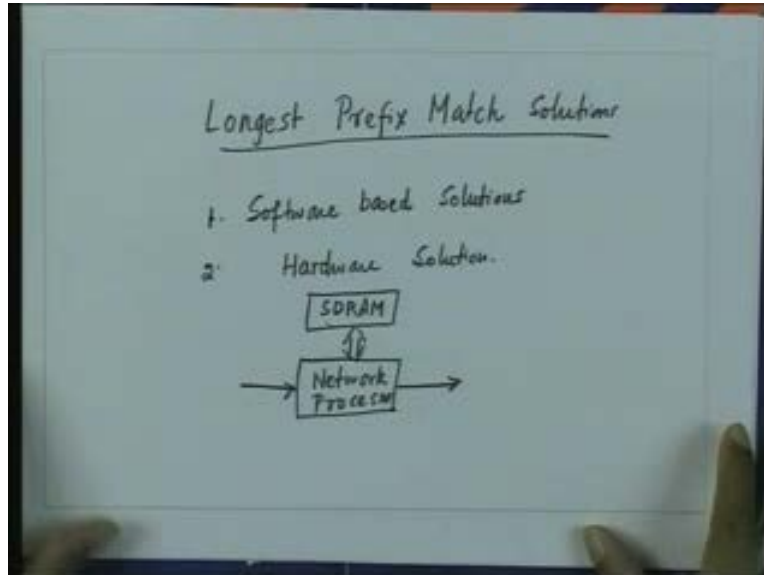 Longest Prefix Match Solutions
1. Software based Solutions
2. Hardware Solution.
SDRAM
Network
Processor